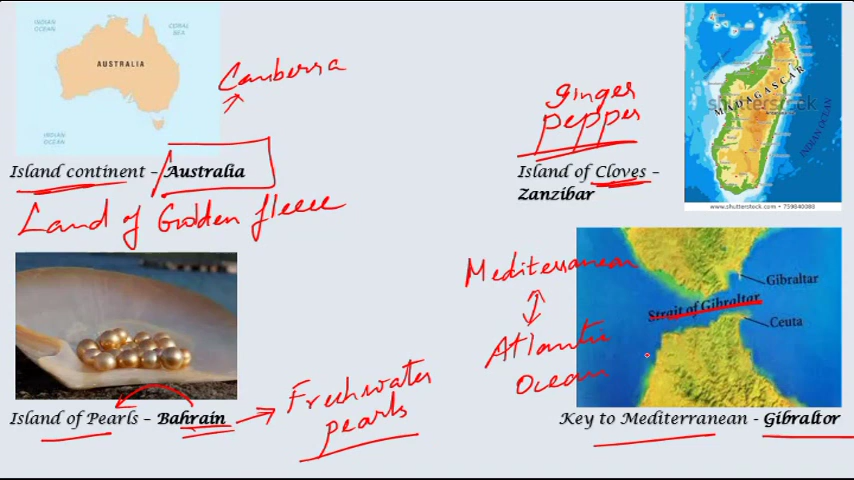 INDIAN
OCEAN
CORAL
SEA
AUSTRALIA
INDIAN
OCEAN
Canberra
Island continent – Australia
Land of Golden fleece
ginger
pepper
Island of Cloves –
Zanzibar
MADAGASCAR
INDIAN OCEAN
shutterstock
www.shutterstock.com • 759840088
Island of Pearls – Bahrain
Freshwater
pearls
Mediterranean
Atlantic
Ocean
Gibraltar
Strait of Gibraltar
Ceuta
Key to Mediterranean - Gibraltor